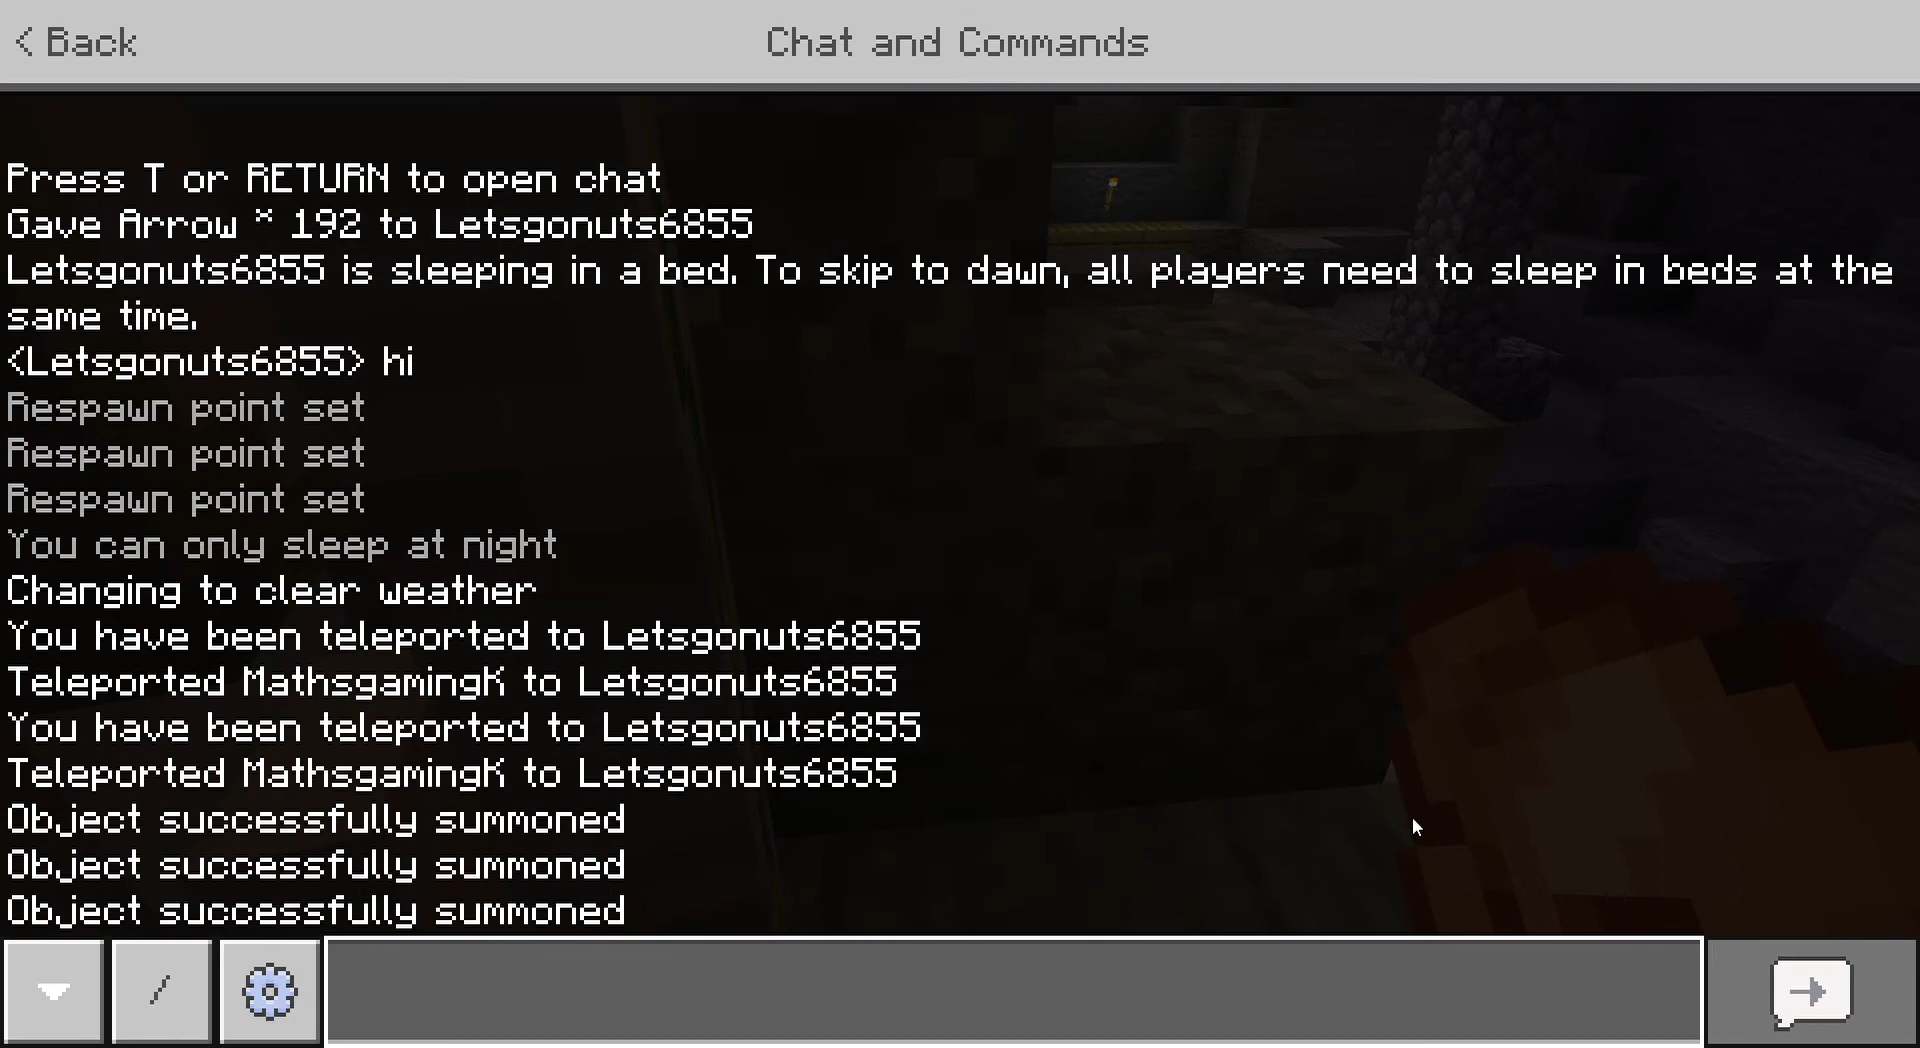 < Back
Chat and Commands
Press T or RETURN to open chat
Gave Arrow * 192 to Letsgonuts6855
Letsgonuts6855 is sleeping in a bed. To skip to dawn, all players need to sleep in beds at the
same time.
<Letsgonuts6855> hi
Respawn point set
Respawn point set
Respawn point set
You can only sleep at night
Changing to clear weather
You have been teleported to Letsgonuts6855
Teleported MathsgamingK to Letsgonuts6855
You have been teleported to Letsgonuts6855
Teleported MathsgamingK to Letsgonuts6855
Object successfully summoned
Object successfully summoned
Object successfully summoned
/